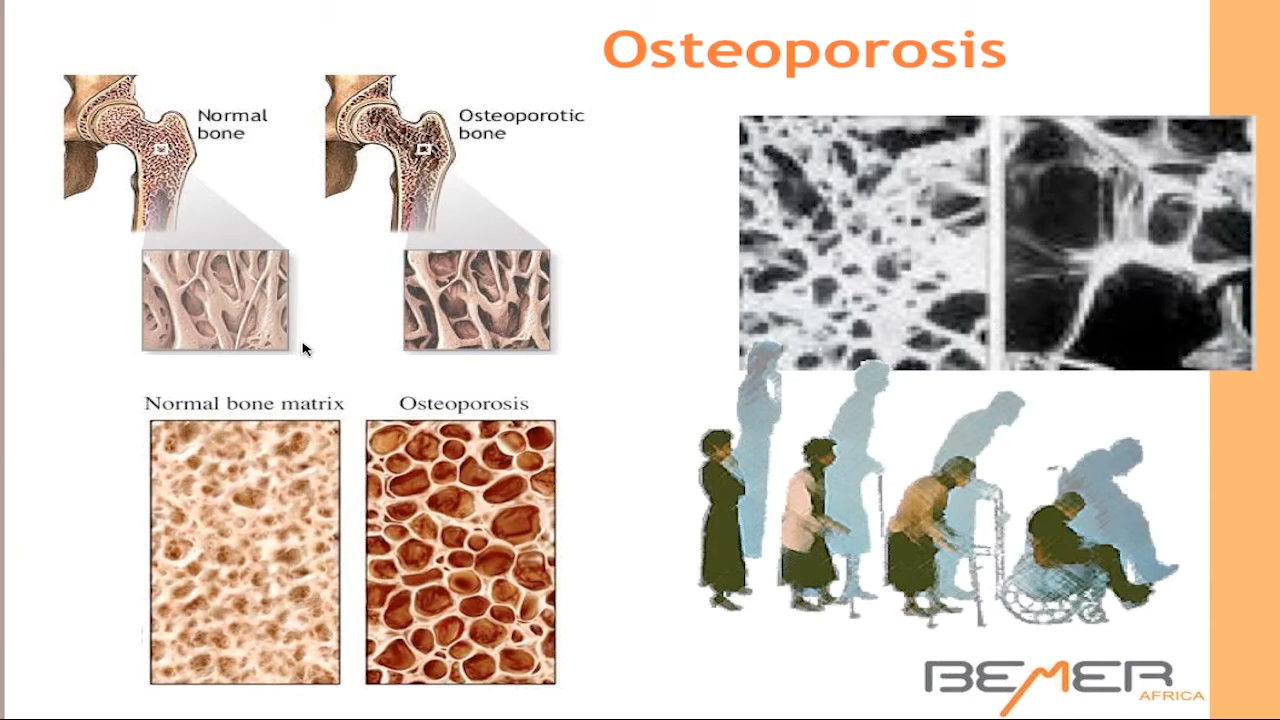 Osteoporosis
Normal
bone
Osteoporotic
bone
Normal bone matrix
Osteoporosis
BEMER
AFRICA